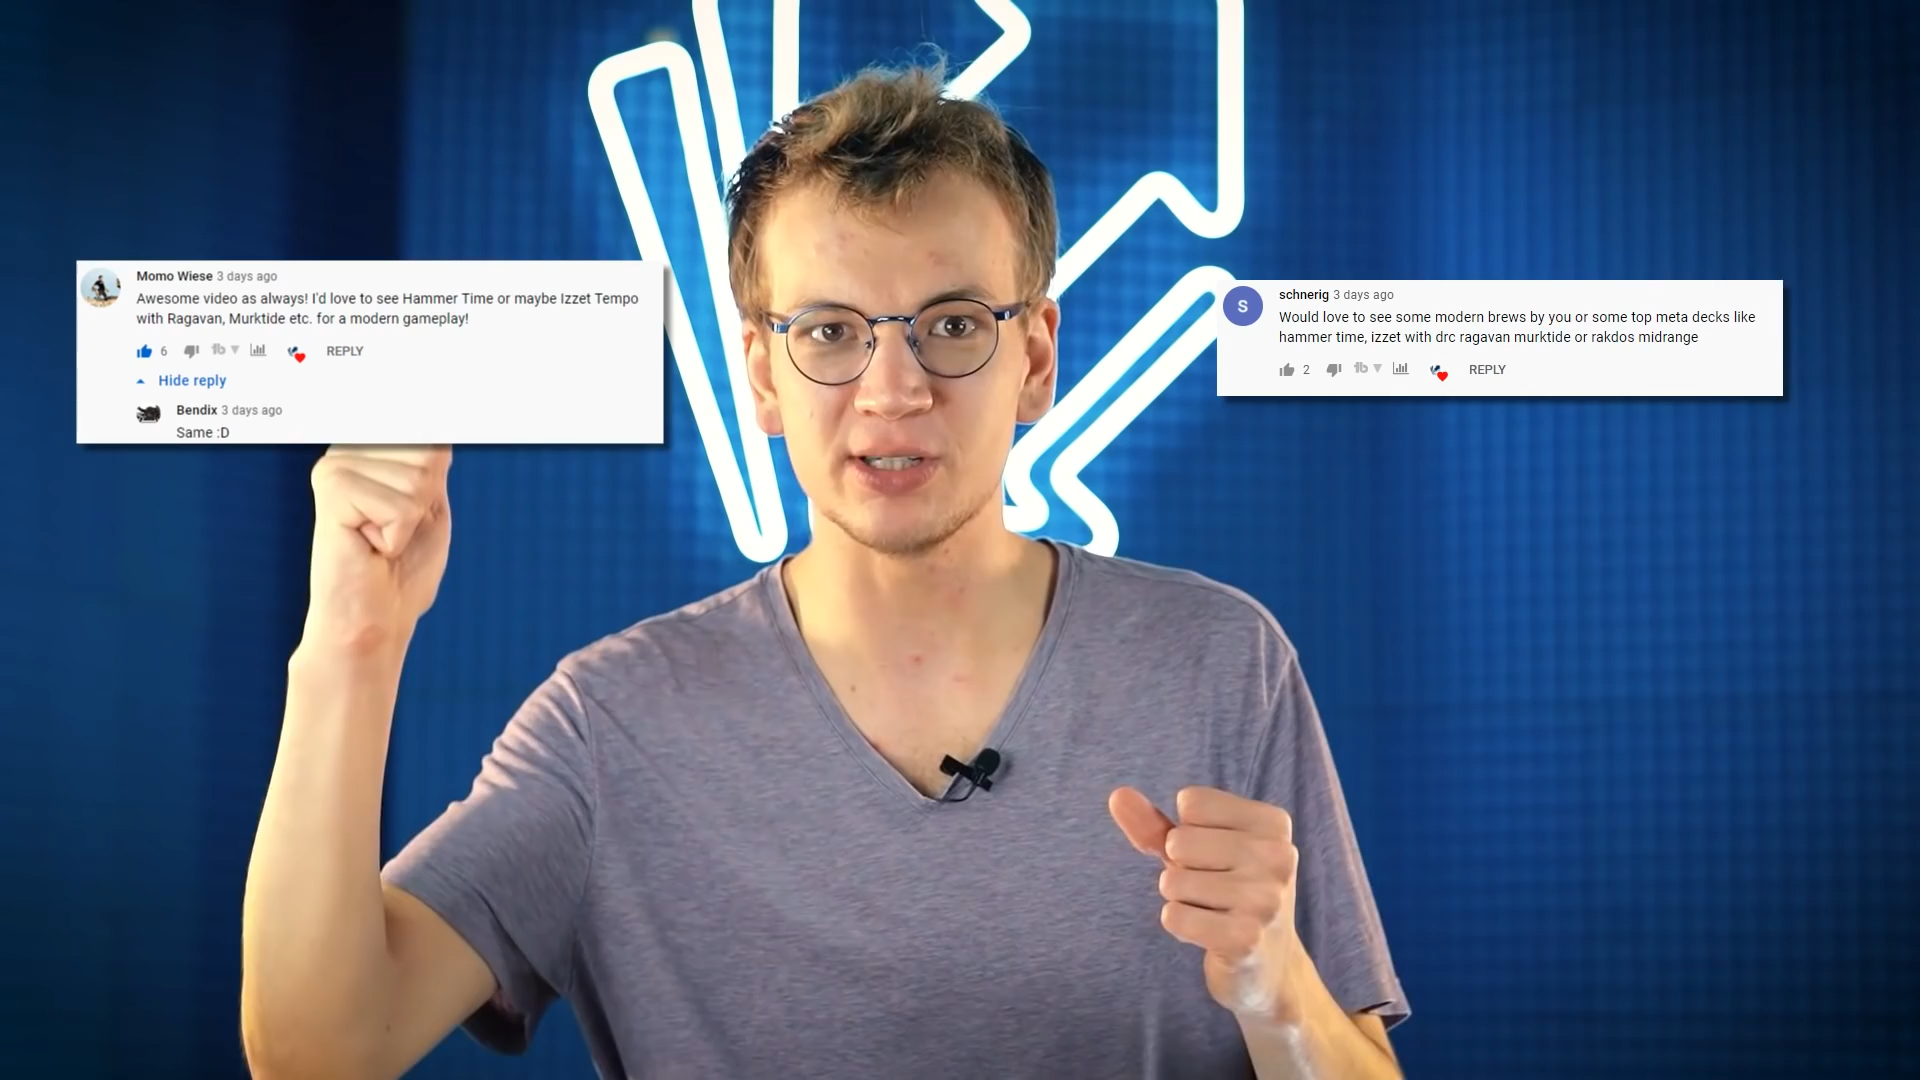 Momo Wiese 3 days ago
Awesome video as always! I'd love to see Hammer Time or maybe Izzet Tempo
with Ragavan, Murktide etc. for a modern gameplay!
6 REPLY
Hide reply
Bendix 3 days ago
Same :D
S
schnerig 3 days ago
Would love to see some modern brews by you or some top meta decks like
hammer time, izzet with drc ragavan murktide or rakdos midrange
2 REPLY